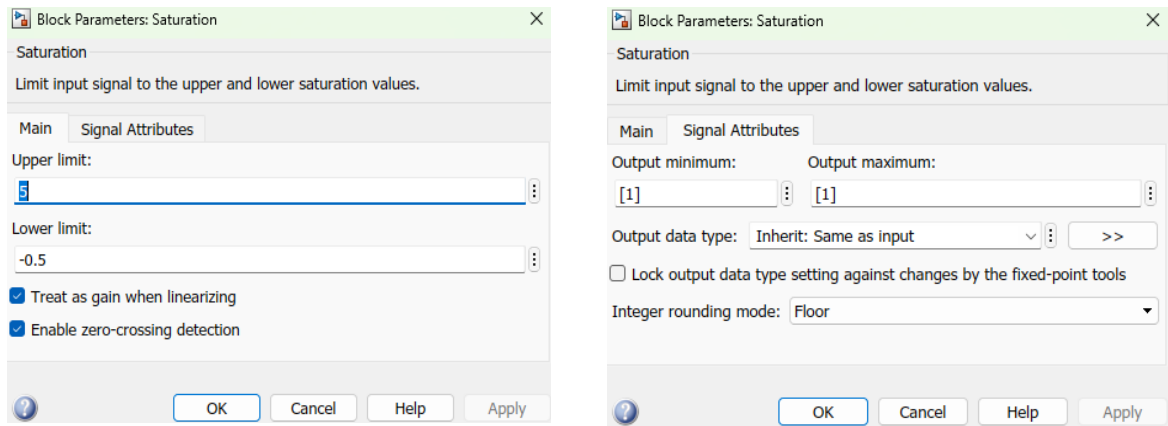 Block Parameters: Saturation
Saturation
Limit input signal to the upper and lower saturation values.
Main Signal Attributes
Upper limit:
5
Lower limit:
-0.5
Treat as gain when linearizing
Enable zero-crossing detection
OK Cancel Help Apply
Block Parameters: Saturation
Saturation
Limit input signal to the upper and lower saturation values.
Main Signal Attributes
Output minimum: Output maximum:
[1] [1]
Output data type: Inherit: Same as input >>
Lock output data type setting against changes by the fixed-point tools
Integer rounding mode: Floor
OK Cancel Help Apply